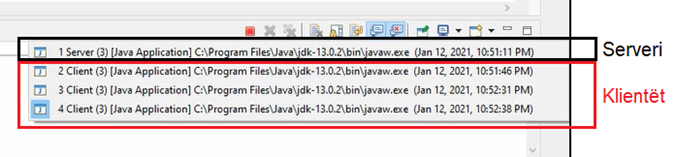 1 Server (3) [Java Application] C:\Program Files\Java\jdk-13.0.2\bin\javaw.exe (Jan 12, 2021, 10:51:11 PM)
Serveri
2 Client (3) [Java Application] C:\Program Files\Java\jdk-13.0.2\bin\javaw.exe (Jan 12, 2021, 10:51:46 PM)
3 Client (3) [Java Application] C:\Program Files\Java\jdk-13.0.2\bin\javaw.exe (Jan 12, 2021, 10:52:31 PM)
Klientët
4 Client (3) [Java Application] C:\Program Files\Java\jdk-13.0.2\bin\javaw.exe (Jan 12, 2021, 10:52:38 PM)